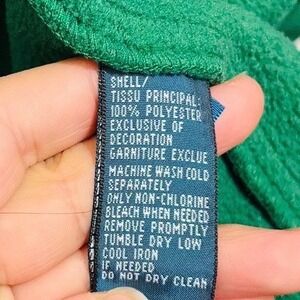 SHELL/
TISSU PRINCIPAL:
100% POLYESTER
EXCLUSIVE OF
DECORATION
GARNITURE EXCLUE
MACHINE WASH COLD
SEPARATELY
ONLY NON-CHLORINE
BLEACH WHEN NEEDED
REMOVE PROMPTLY
TUMBLE DRY LOW
COOL IRON
IF NEEDED
DO NOT DRY CLEAN